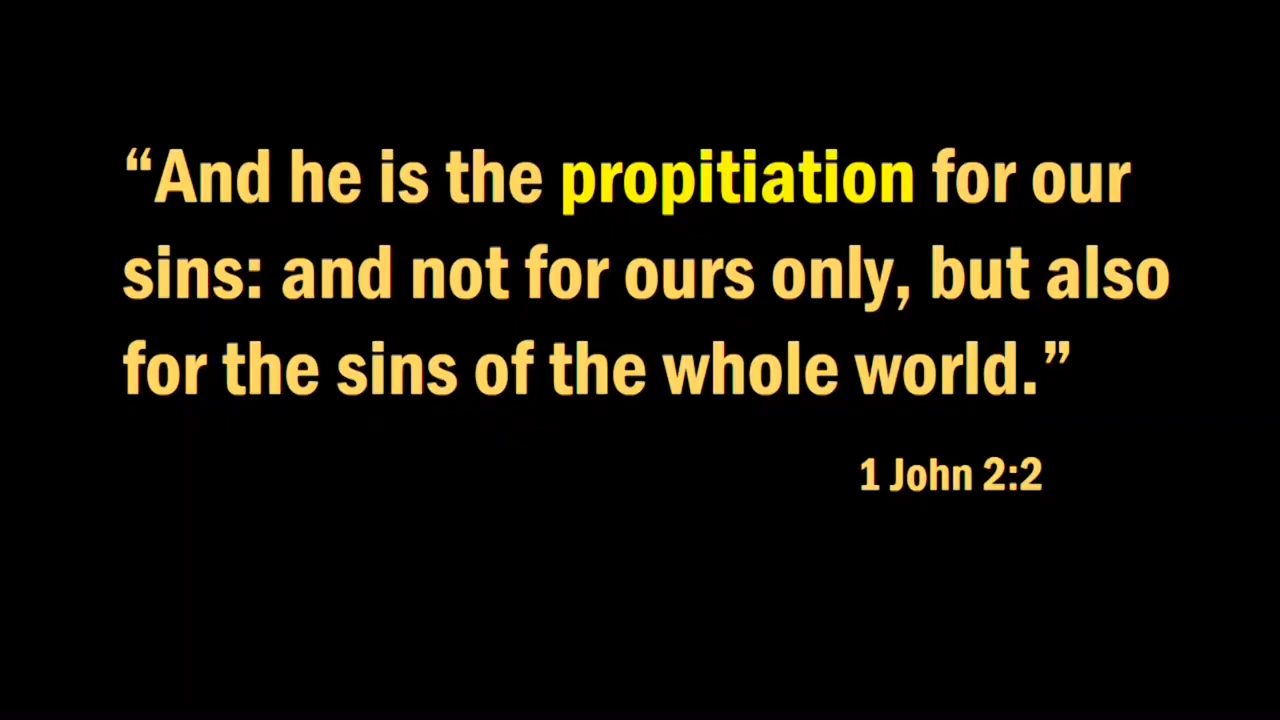 “And he is the propitiation for our
sins: and not for ours only, but also
for the sins of the whole world.”
1 John 2:2